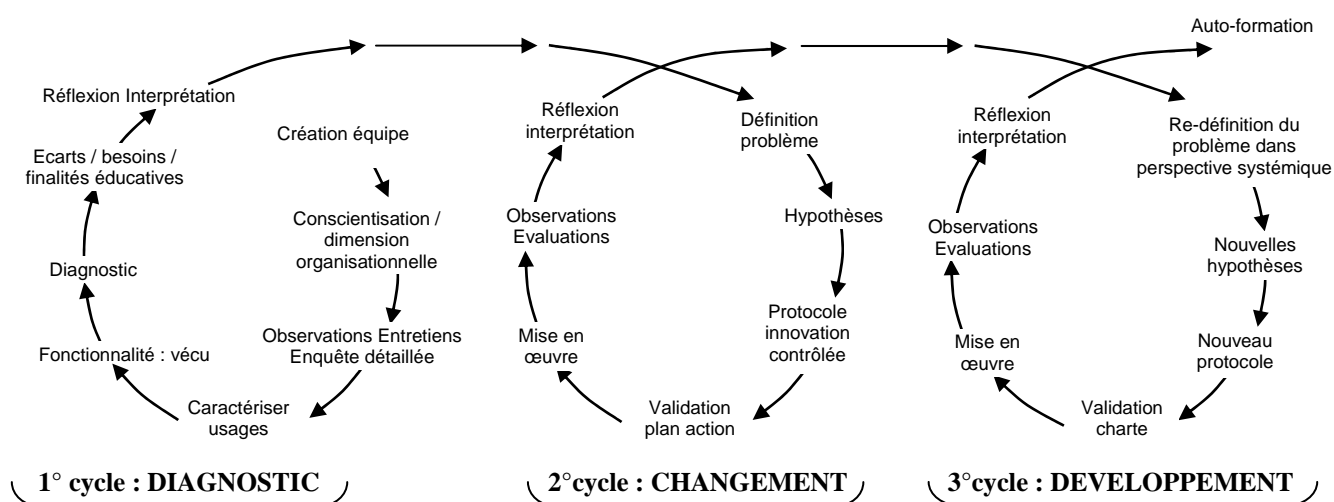 Création équipe
Conscientisation /
dimension
organisationnelle
Observations Entretiens
Enquête détaillée
Caractériser
usages
Fonctionnalité : vécu
Diagnostic
Ecarts / besoins /
finalités éducatives
Réflexion Interprétation
1° cycle : DIAGNOSTIC
Définition
problème
Hypothèses
Protocole
innovation
contrôlée
Validation
plan action
Mise en
œuvre
Observations
Evaluations
Réflexion
interprétation
2°cycle : CHANGEMENT
Re-définition du
problème dans
perspective systémique
Nouvelles
hypothèses
Nouveau
protocole
Validation
charte
Mise en
œuvre
Observations
Evaluations
Réflexion
interprétation
Auto-formation
3°cycle : DEVELOPPEMENT